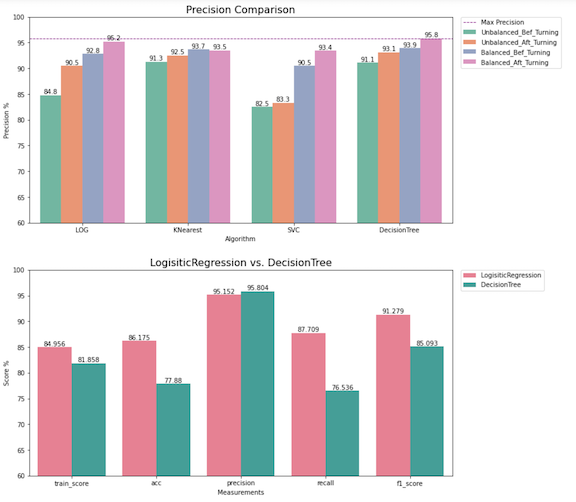 Precision Comparison
100
95
90
85
80
75
70
65
60
Precision %
84.8
90.5
92.8
95.2
91.3
92.5
93.7
93.5
82.5
83.3
90.5
93.4
91.1
93.1
93.9
95.8
LOG
KNearest
SVC
DecisionTree
Algorithm
Max Precision
Unbalanced_Bef_Turning
Unbalanced_Aft_Turning
Balanced_Bef_Turning
Balanced_Aft_Turning
LogisiticRegression vs. DecisionTree
100
95
90
85
80
75
70
65
60
Score %
84.956
81.858
86.175
77.88
95.152
95.804
87.709
76.536
91.279
85.093
train_score
acc
precision
recall
f1_score
Measurements
LogisiticRegression
DecisionTree